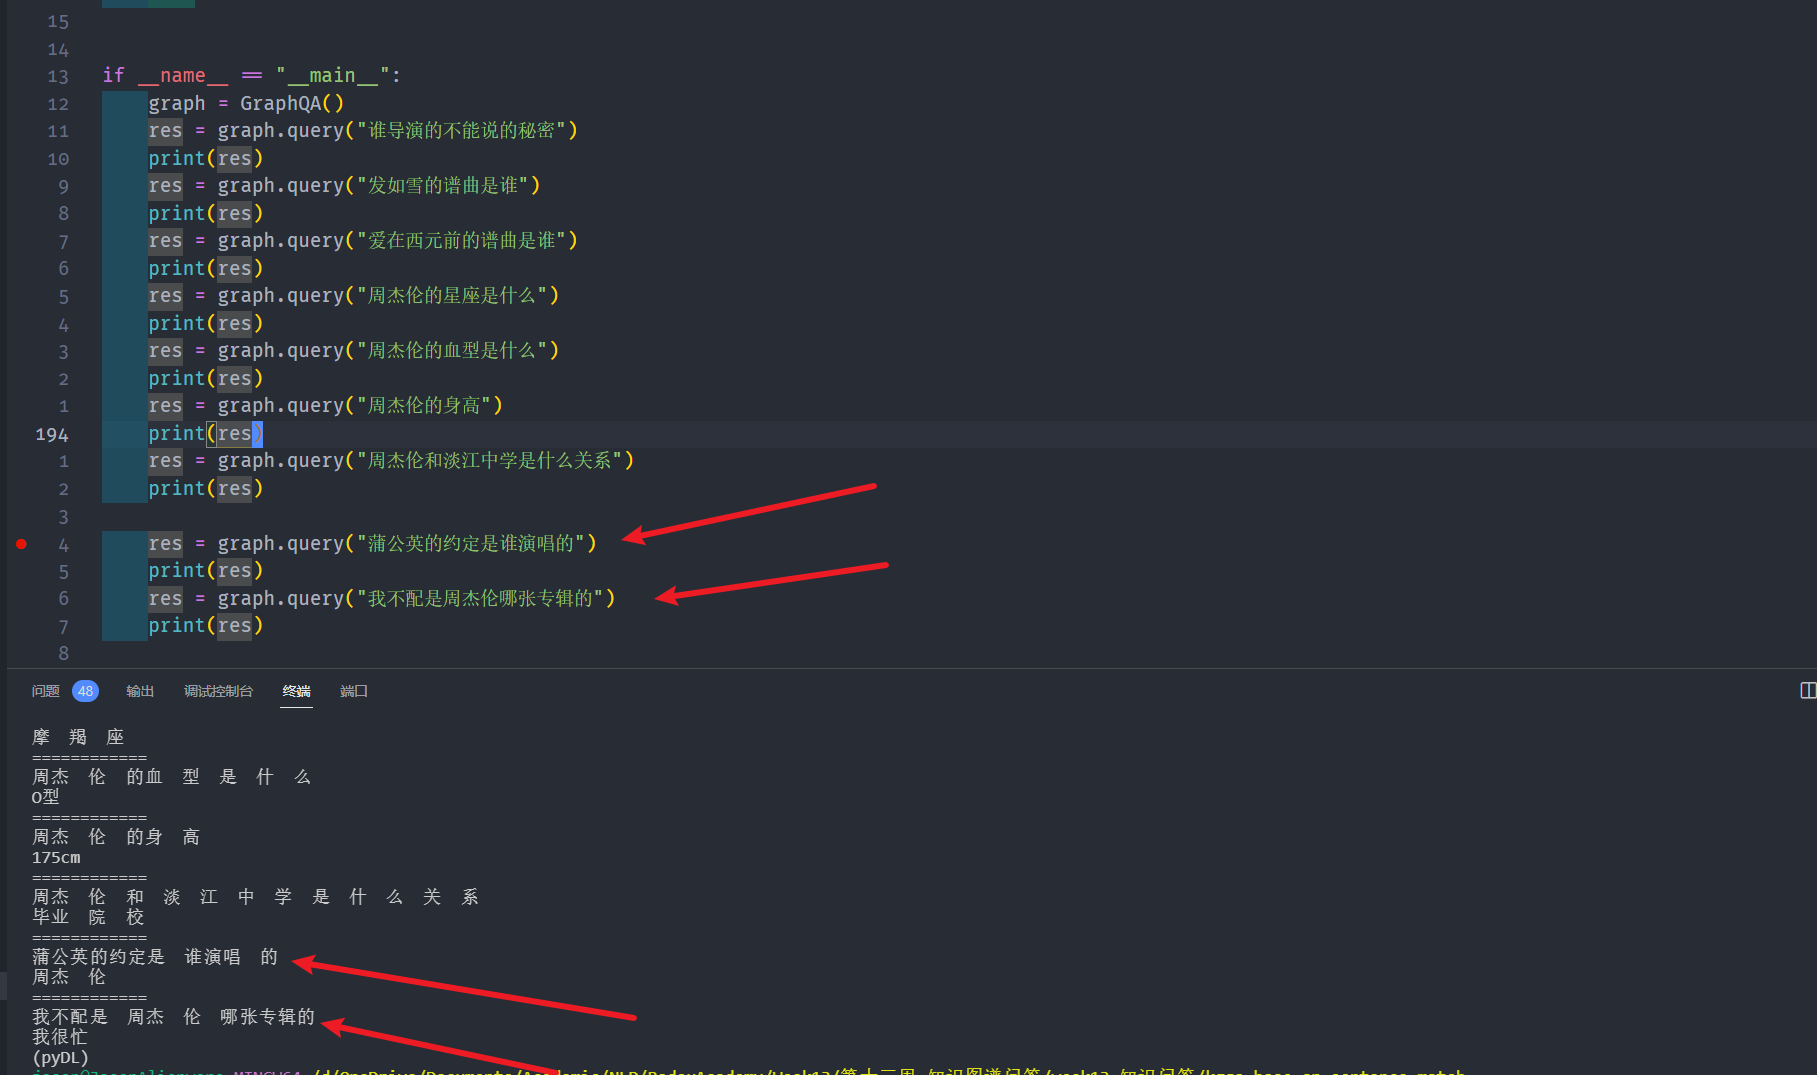 15
14
13 if __name__ == "__main__":
12 graph = GraphQA()
11 res = graph.query("谁导演的不能说的秘密")
10 print(res)
9 res = graph.query("发如雪的谱曲是谁")
8 print(res)
7 res = graph.query("爱在西元前的谱曲是谁")
6 print(res)
5 res = graph.query("周杰伦的星座是什么")
4 print(res)
3 res = graph.query("周杰伦的血型是什么")
2 print(res)
1 res = graph.query("周杰伦的身高")
194 print(res)
1 res = graph.query("周杰伦和淡江中学是什么关系")
2 print(res)
3
4 res = graph.query("蒲公英的约定是谁演唱的")
5 print(res)
6 res = graph.query("我不配是周杰伦哪张专辑的")
7 print(res)
8
问题 48 输出 调试控制台 终端 端口
摩 羯 座
============
周杰 伦 的血 型 是 什 么
O型
============
周杰 伦 的身 高
175cm
============
周杰 伦 和 淡 江 中 学 是 什 么 关 系
毕业 院 校
============
蒲公英的约定是 谁演唱 的
周杰 伦
============
我不配是 周杰 伦 哪张专辑的
我很忙
(pyDL)